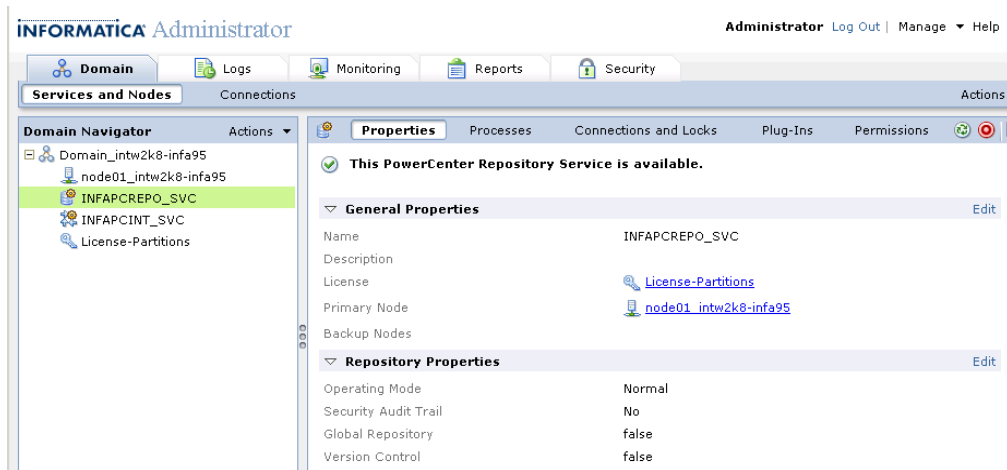 INFORMATICA Administrator
Administrator Log Out | Manage Help
Domain Logs Monitoring Reports Security
Services and Nodes Connections Actions
Domain Navigator Actions
Domain_intw2k8-infa95
node01_intw2k8-infa95
INFAPCREPO_SVC
INFAPCINT_SVC
License-Partitions
Properties Processes Connections and Locks Plug-Ins Permissions
This PowerCenter Repository Service is available.
General Properties Edit
Name INFAPCREPO_SVC
Description
License License-Partitions
Primary Node node01_intw2k8-infa95
Backup Nodes
Repository Properties Edit
Operating Mode Normal
Security Audit Trail No
Global Repository false
Version Control false